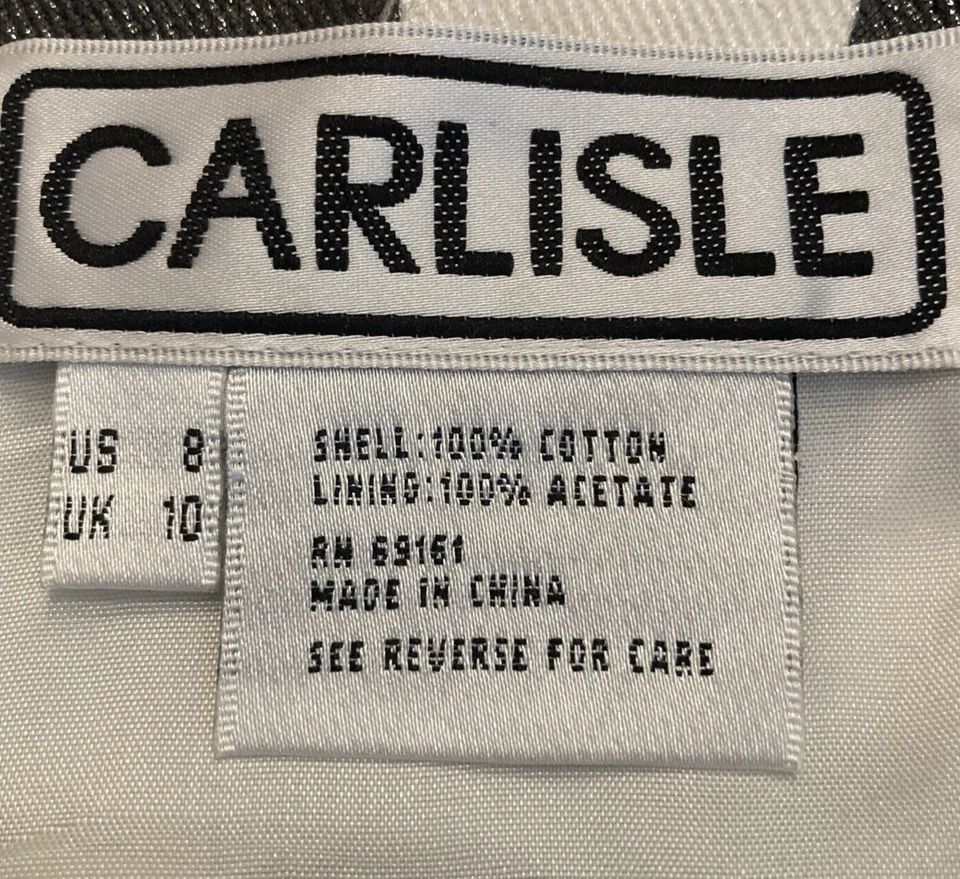 CARLISLE
US 8
UK 10
SHELL:100% COTTON
LINING:100% ACETATE
RN 69161
MADE IN CHINA
SEE REVERSE FOR CARE